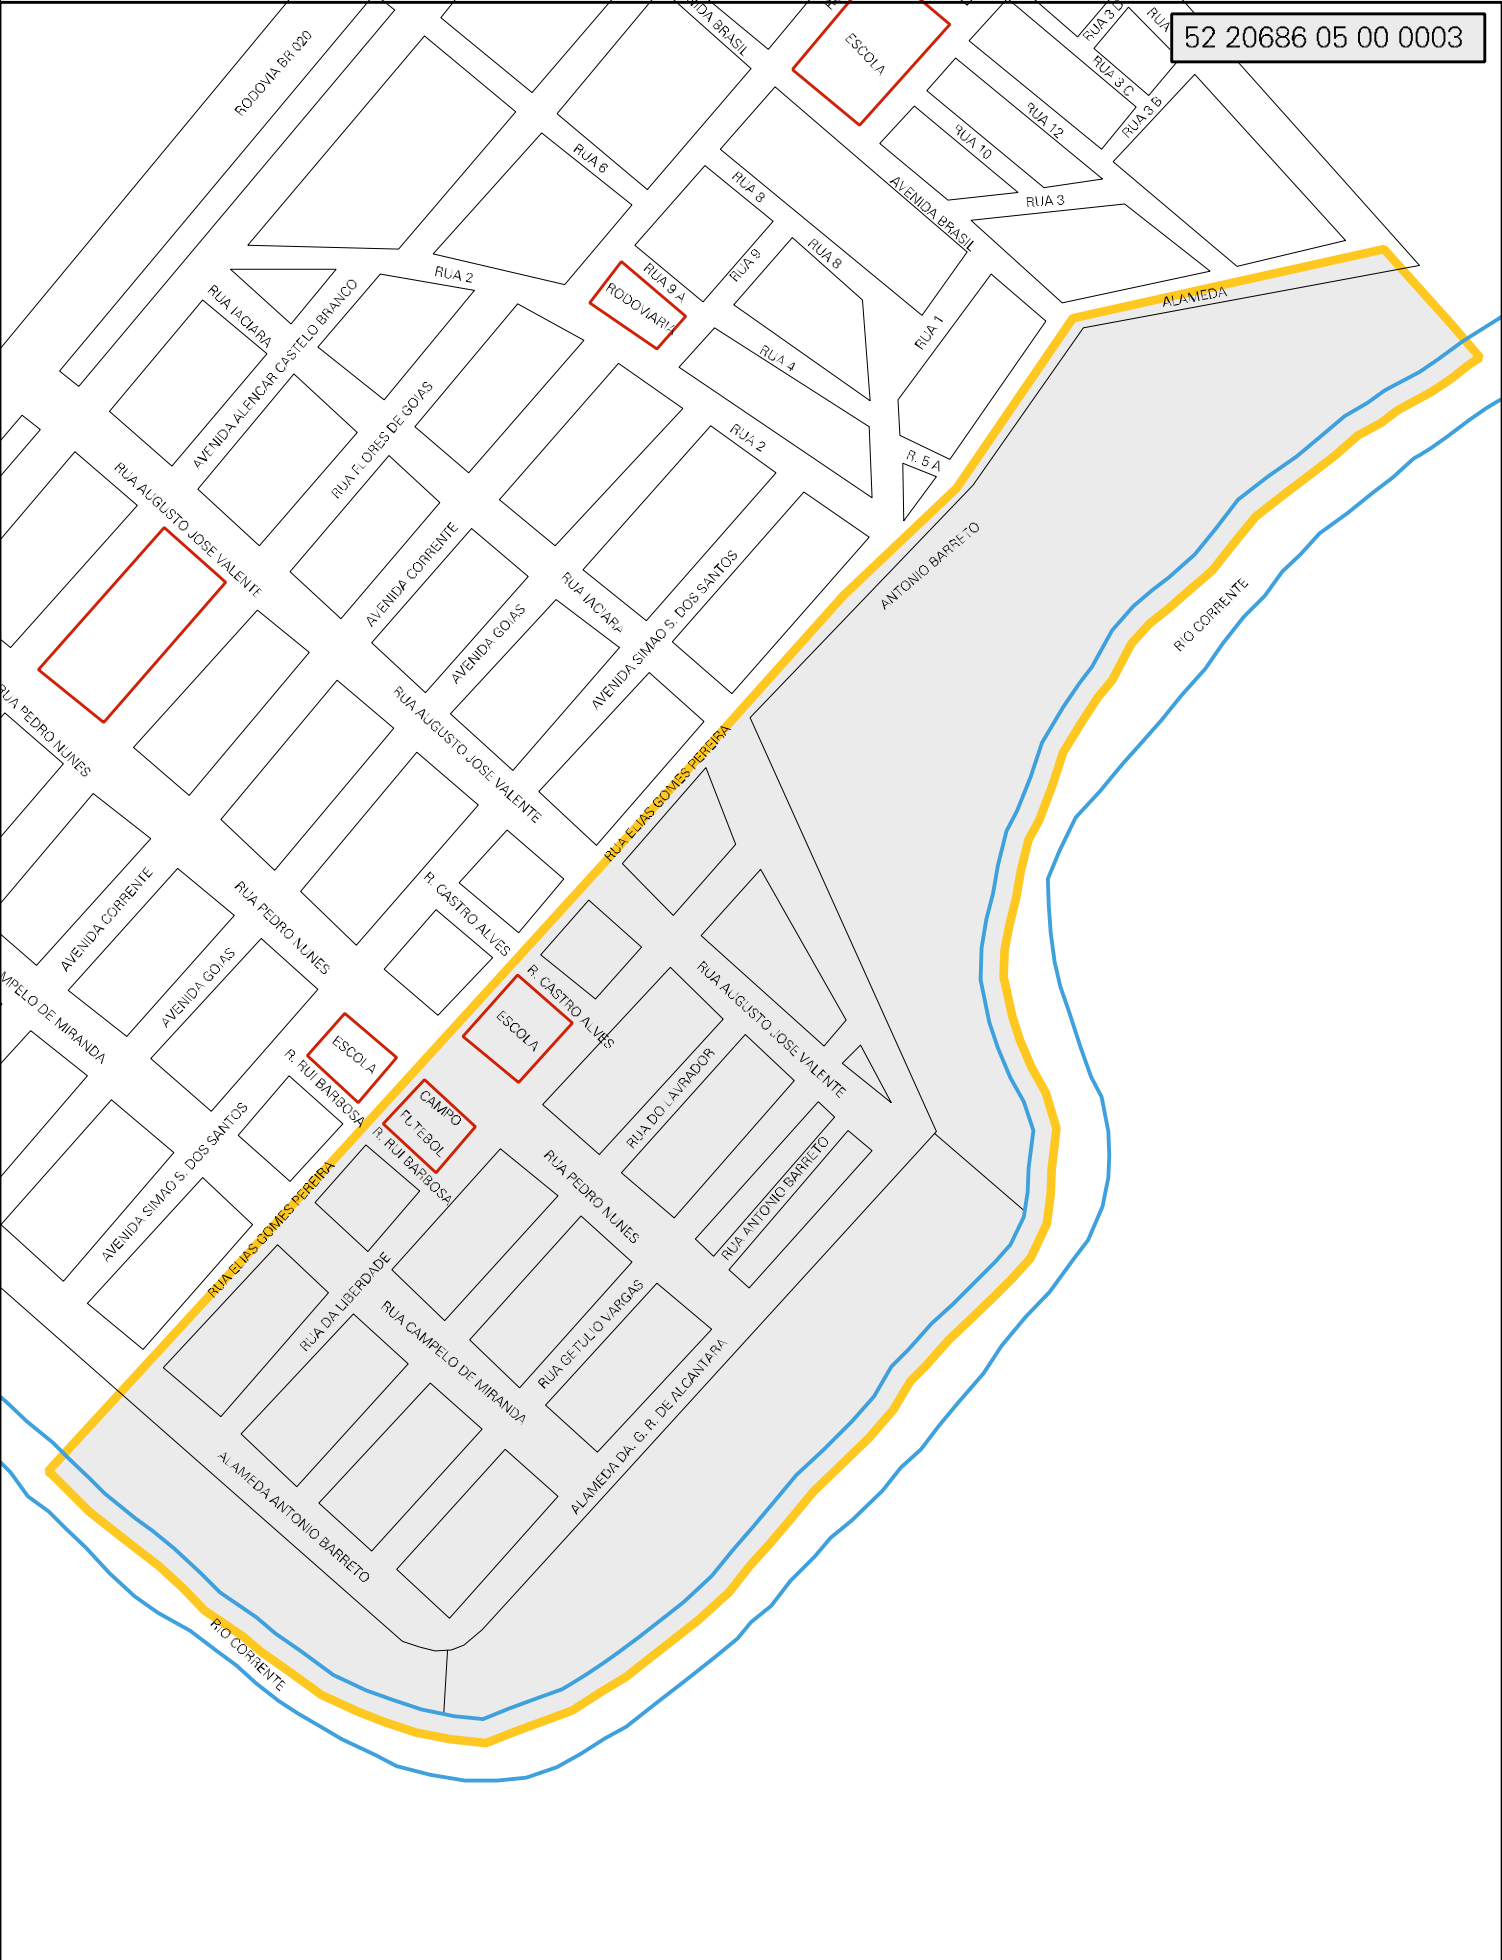 52 20686 05 00 0003
RODOVIA BR 020
ESCOLA
RUA 3 C
RUA 3 B
RUA 12
RUA 10
RUA 6
RUA 8
AVENIDA BRASIL
RUA 3
RUA 9
RUA 8
RUA 2
RUA 9 A
RODOVIARIA
ALAMEDA
RUA IACIARA
AVENIDA ALENCAR CASTELO BRANCO
RUA 1
RUA 4
RUA FLORES DE GOIAS
RUA 2
R. 5 A
RUA AUGUSTO JOSE VALENTE
AVENIDA CORRENTE
RUA IACIARA
AVENIDA SIMAO S. DOS SANTOS
ANTONIO BARRETO
RIO CORRENTE
AVENIDA GOIAS
RUA PEDRO NUNES
RUA AUGUSTO JOSE VALENTE
RUA ELIAS GOMES PEREIRA
AVENIDA CORRENTE
RUA PEDRO NUNES
R. CASTRO ALVES
AVENIDA GOIAS
R. CASTRO ALVES
RUA AUGUSTO JOSE VALENTE
MPELO DE MIRANDA
ESCOLA
ESCOLA
R. RUI BARBOSA
CAMPO
FUTEBOL
R. RUI BARBOSA
RUA DO LAVRADOR
AVENIDA SIMAO S. DOS SANTOS
RUA ELIAS GOMES PEREIRA
RUA PEDRO NUNES
RUA ANTONIO BARRETO
RUA DA LIBERDADE
RUA CAMPELO DE MIRANDA
RUA GETULIO VARGAS
ALAMEDA DA. G. R. DE ALCANTARA
ALAMEDA ANTONIO BARRETO
RIO CORRENTE